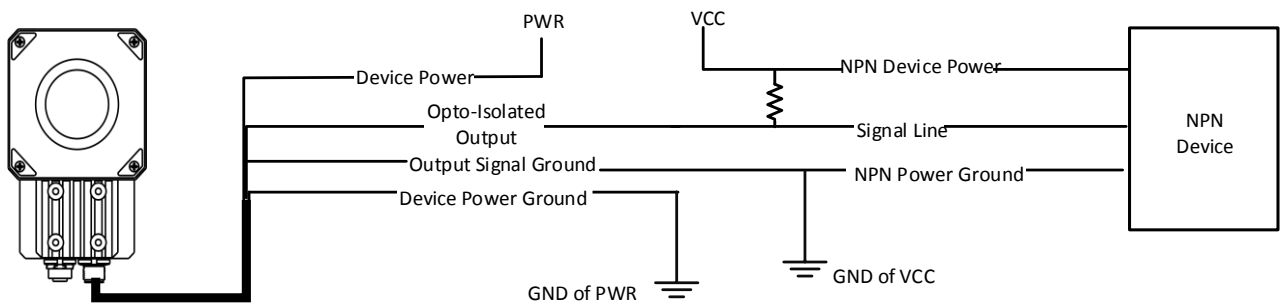 PWR
VCC
Device Power
NPN Device Power
Opto-Isolated
Output
Signal Line
NPN
Device
Output Signal Ground
NPN Power Ground
Device Power Ground
GND of PWR
GND of VCC